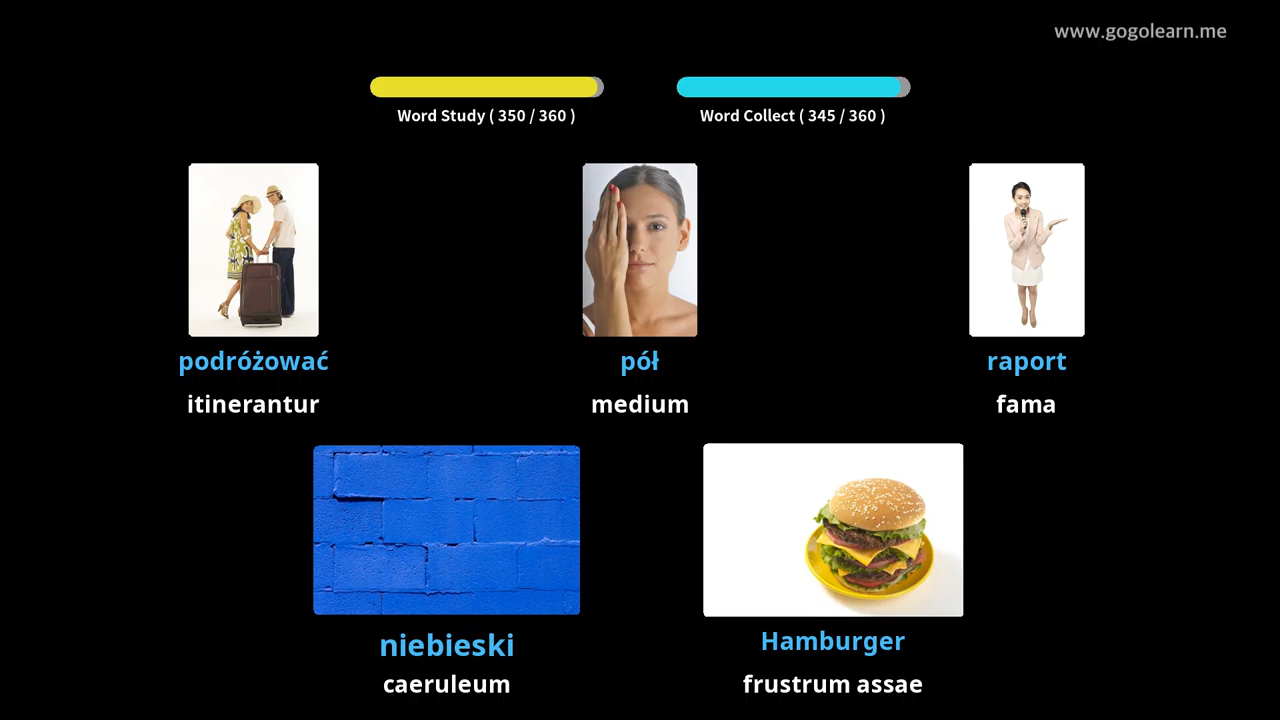 www.gogolearn.me
Word Study ( 350 / 360 )
Word Collect ( 345 / 360 )
podróżować
pół
raport
itinerantur
medium
fama
niebieski
Hamburger
caeruleum
frustrum assae